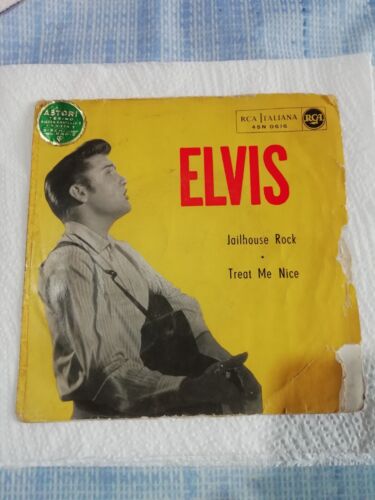 ASTORI
RCA ITALIANA
45N 0616
RCA
ELVIS
Jailhouse Rock
Treat Me Nice